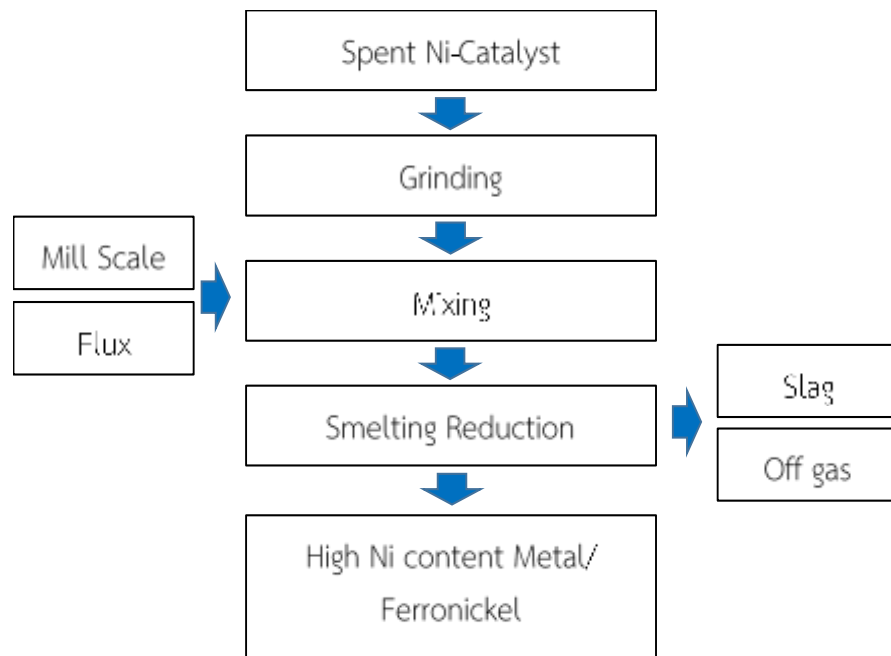 Spent Ni-Catalyst
Grinding
Mill Scale
Flux
Mixing
Smelting Reduction
Slag
Off gas
High Ni content Metal/
Ferronickel